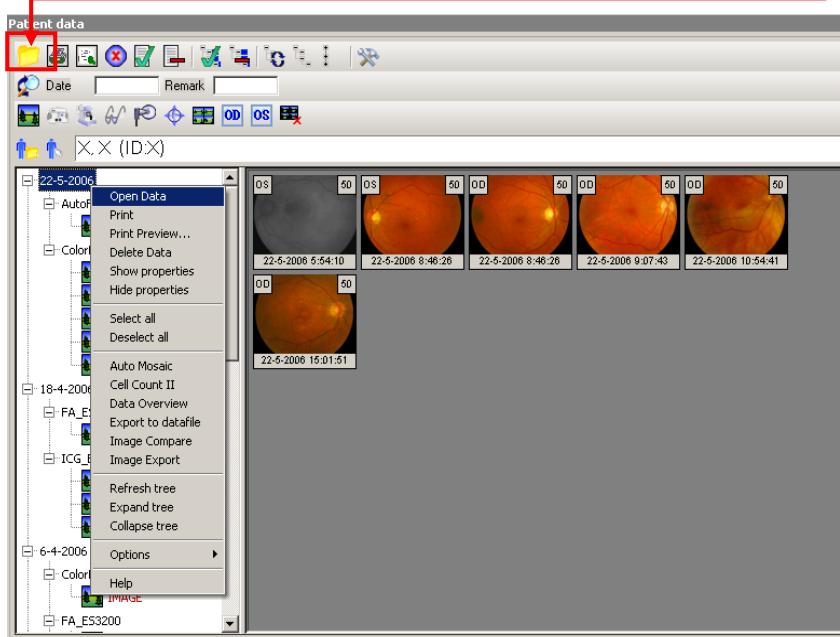 Patient data
Date Remark
OD OS
X, X (ID:X)
22-5-2006
Open Data
Print
Print Preview...
Delete Data
Show properties
Hide properties
Select all
Deselect all
Auto Mosaic
Cell Count II
Data Overview
Export to datafile
Image Compare
Image Export
Refresh tree
Expand tree
Collapse tree
Options
Help
18-4-2006
6-4-2006
IMAGE
FA_ES3200
OS 50
22-5-2006 5:54:10
OS 50
22-5-2006 8:46:26
OD 50
22-5-2006 8:46:26
OD 50
22-5-2006 9:07:43
OD 50
22-5-2006 10:54:41
OD 50
22-5-2006 15:01:51